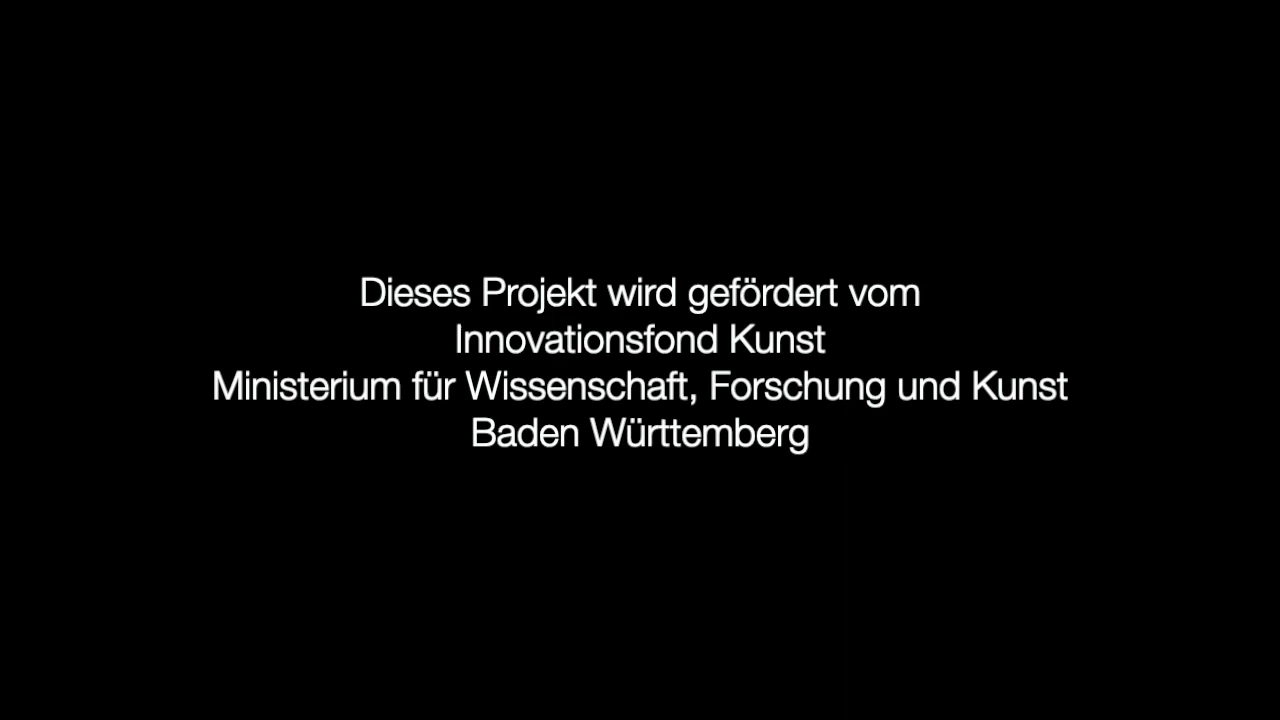 Dieses Projekt wird gefördert vom
Innovationsfond Kunst
Ministerium für Wissenschaft, Forschung und Kunst
Baden Württemberg